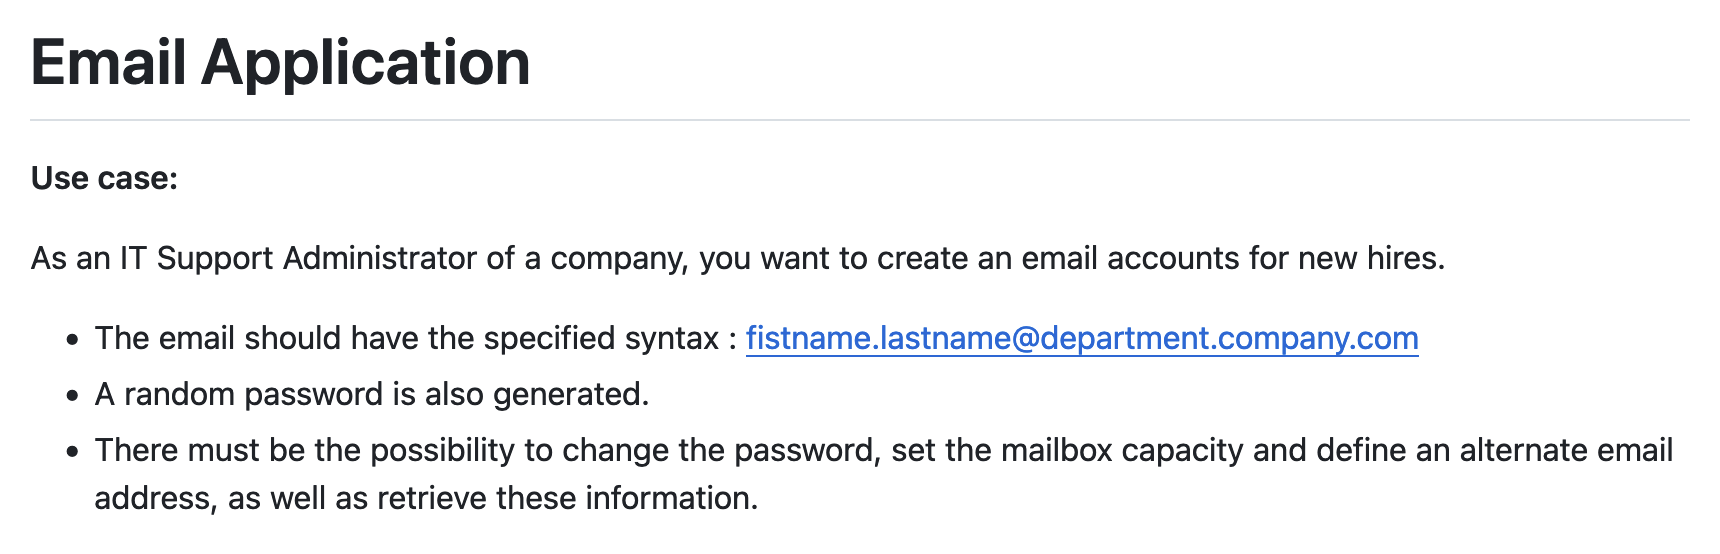 Email Application
Use case:
As an IT Support Administrator of a company, you want to create an email accounts for new hires.
• The email should have the specified syntax : fistname.lastname@department.company.com
• A random password is also generated.
• There must be the possibility to change the password, set the mailbox capacity and define an alternate email
address, as well as retrieve these information.